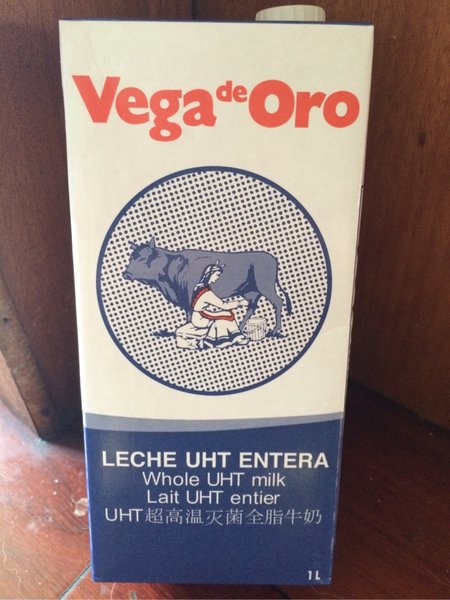 Vega de Oro
LECHE UHT ENTERA
Whole UHT milk
Lait UHT entier
UHT超高温灭菌全脂牛奶
1L